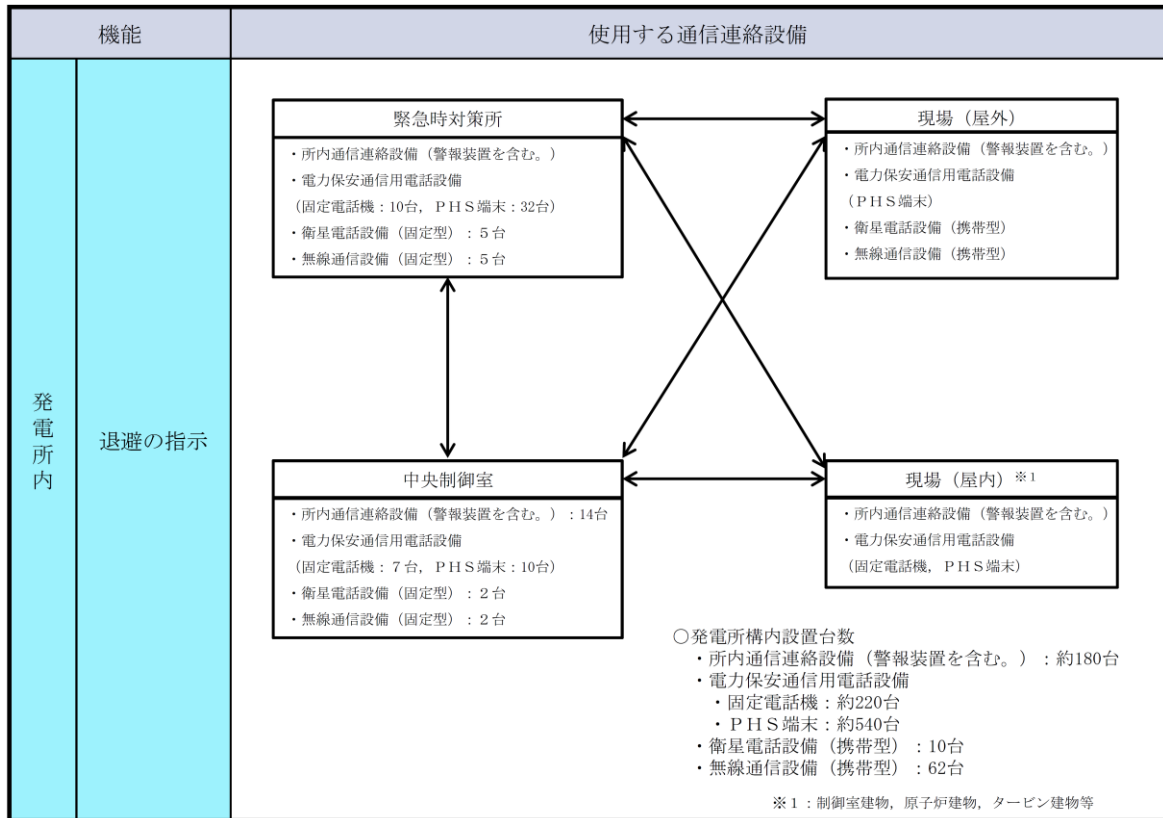 機能
使用する通信連絡設備
発電所内
退避の指示
緊急時対策所
・所内通信連絡設備（警報装置を含む。）
・電力保安通信用電話設備
（固定電話機：10台，ＰＨＳ端末：32台）
・衛星電話設備（固定型）：５台
・無線通信設備（固定型）：５台
現場（屋外）
・所内通信連絡設備（警報装置を含む。）
・電力保安通信用電話設備
（ＰＨＳ端末）
・衛星電話設備（携帯型）
・無線通信設備（携帯型）
中央制御室
・所内通信連絡設備（警報装置を含む。）：14台
・電力保安通信用電話設備
（固定電話機：７台，ＰＨＳ端末：10台）
・衛星電話設備（固定型）：２台
・無線通信設備（固定型）：２台
現場（屋内）※１
・所内通信連絡設備（警報装置を含む。）
・電力保安通信用電話設備
（固定電話機，ＰＨＳ端末）
○発電所構内設置台数
・所内通信連絡設備（警報装置を含む。）：約180台
・電力保安通信用電話設備
・固定電話機：約220台
・ＰＨＳ端末：約540台
・衛星電話設備（携帯型）：10台
・無線通信設備（携帯型）：62台
※１：制御室建物，原子炉建物，タービン建物等